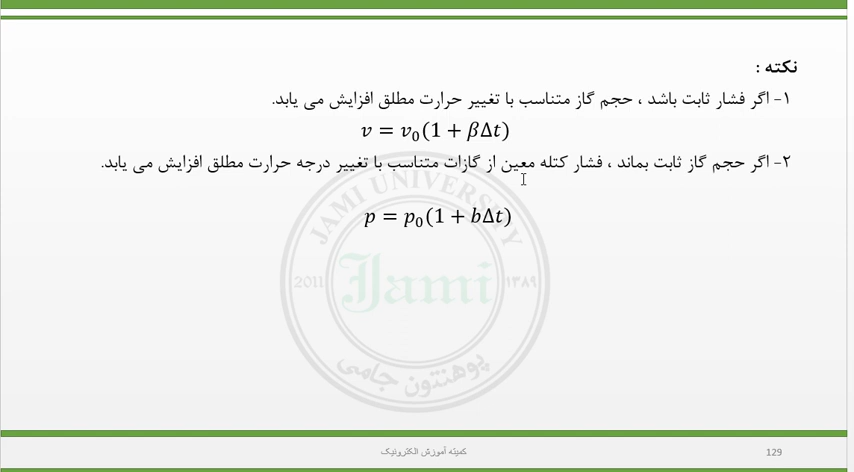 نکته :
۱- اگر فشار ثابت باشد ، حجم گاز متناسب با تغییر حرارت مطلق افزایش می یابد.
v = v₀(1 + βΔt)
۲- اگر حجم گاز ثابت بماند ، فشار کتله معین از گازات متناسب با تغییر درجه حرارت مطلق افزایش می یابد.
p = p₀(1 + bΔt)
JAMI UNIVERSITY
2011 Jami ۱۳۸۹
پوهنتون جامی
کمیته آموزش الکترونیک
129